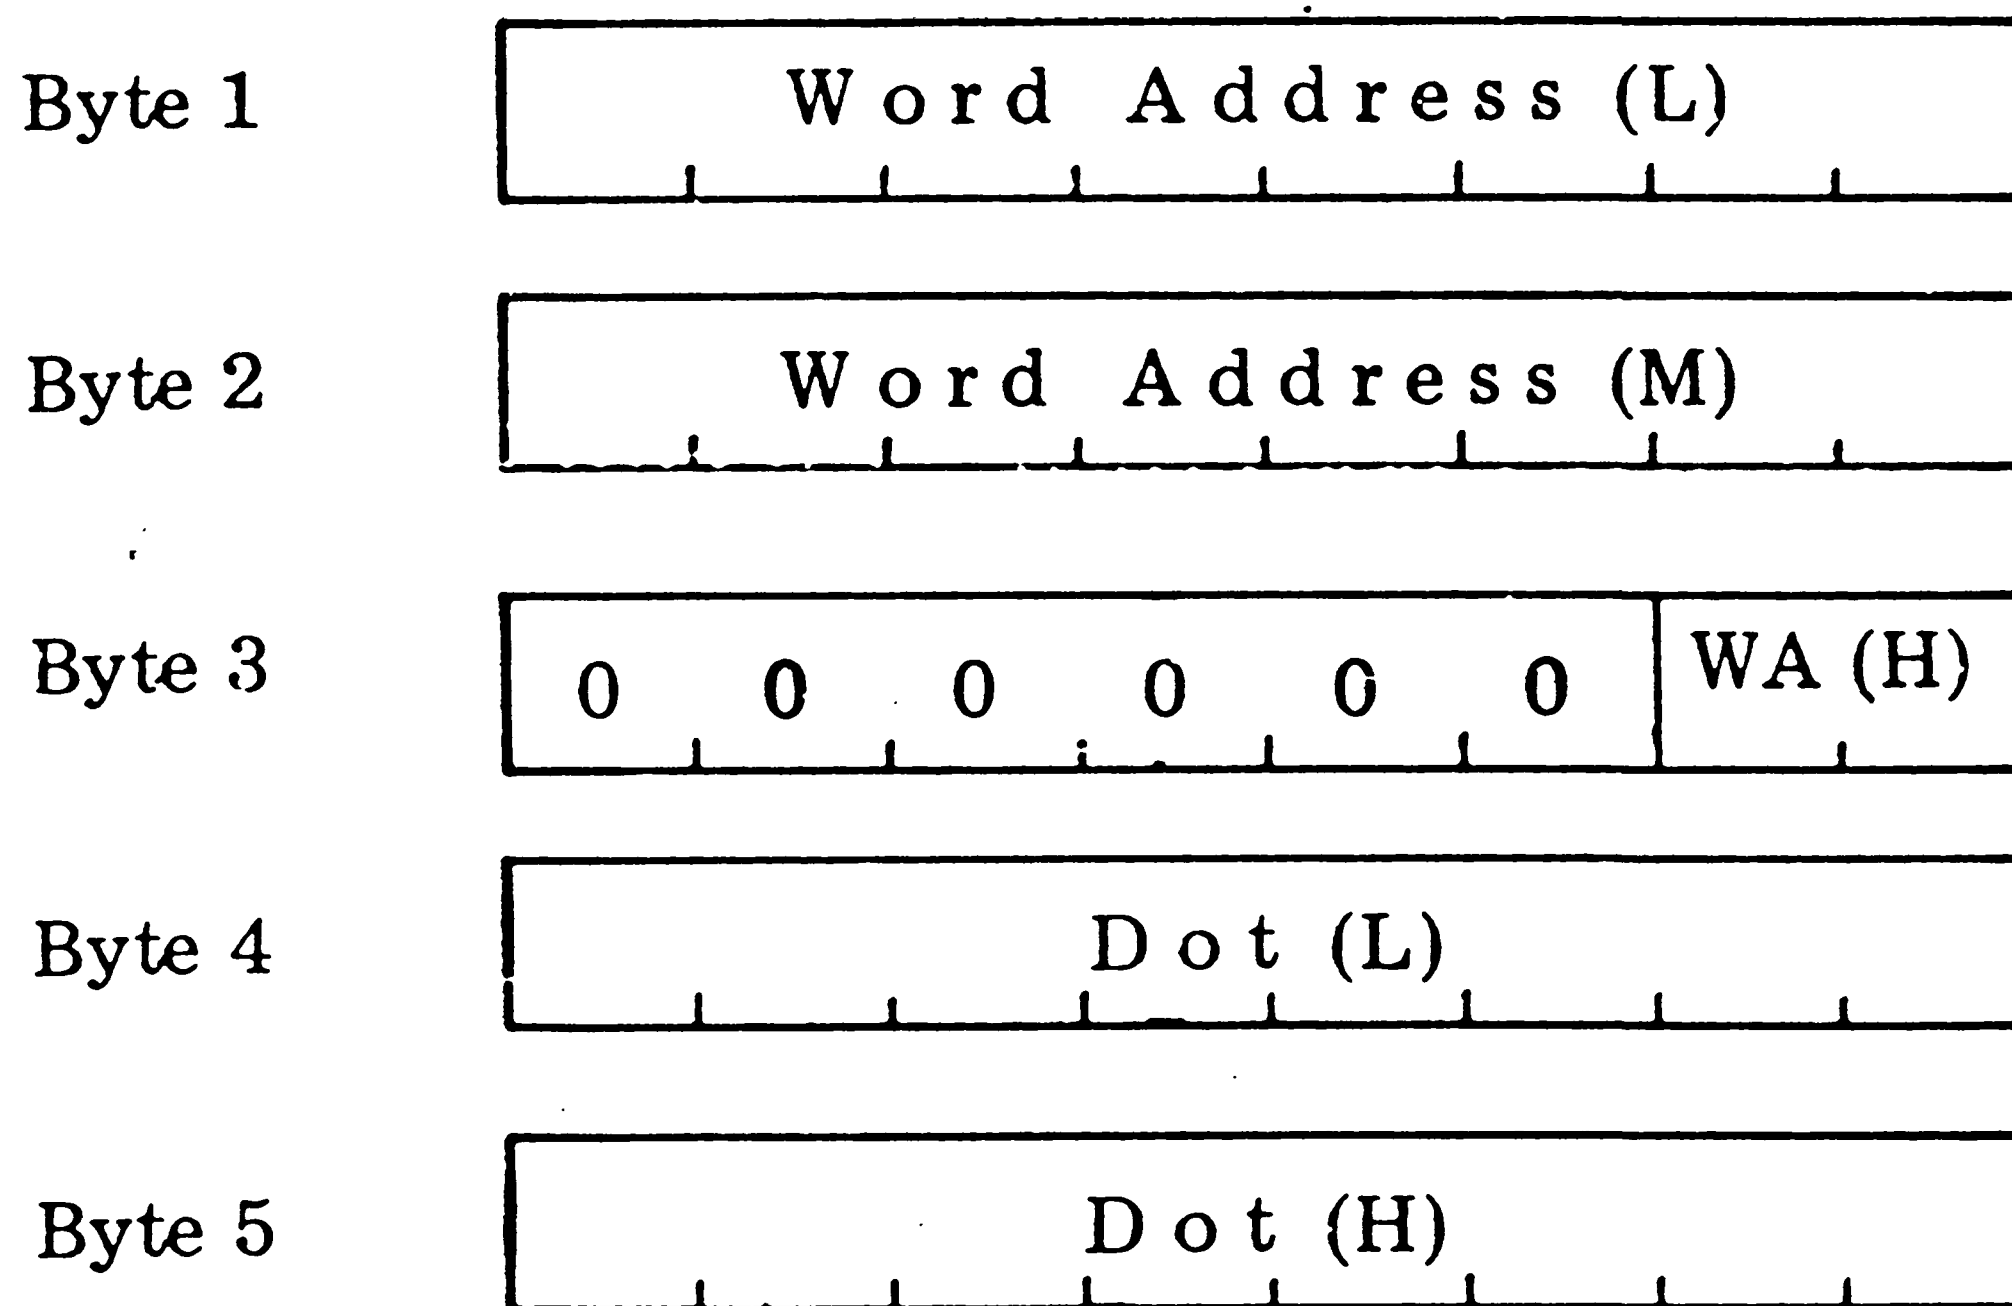 Byte 1 Word Address (L)
Byte 2 Word Address (M)
Byte 3 0 0 0 0 0 0 WA (H)
Byte 4 Dot (L)
Byte 5 Dot (H)